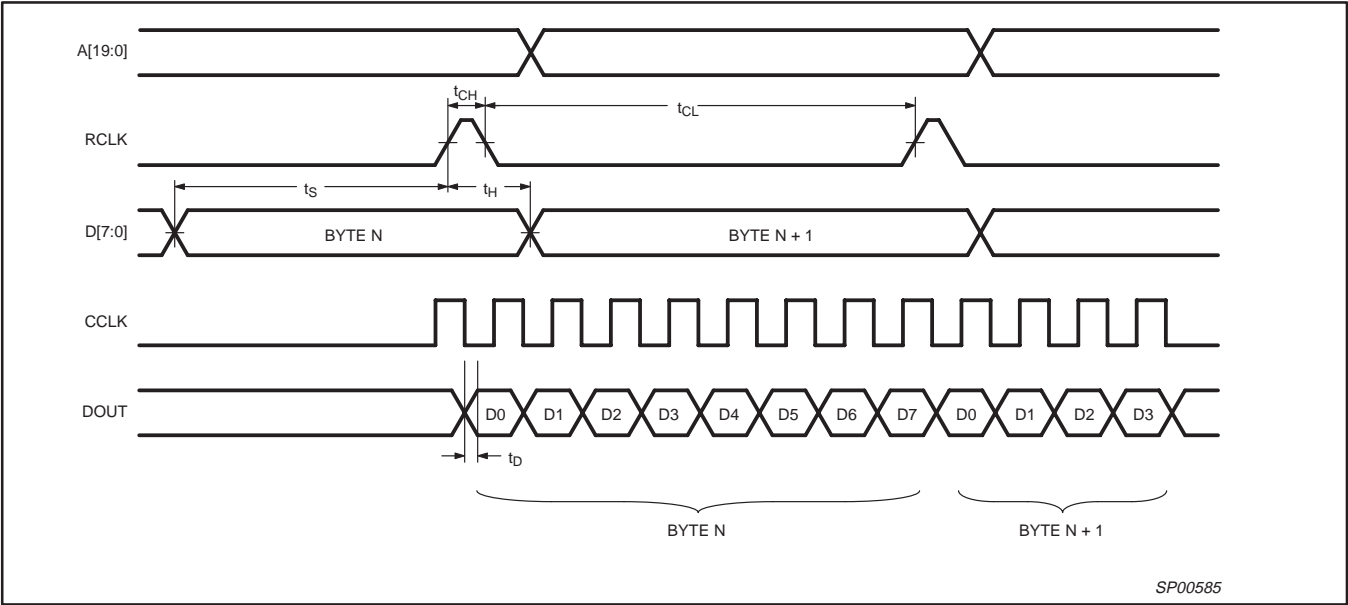 A[19:0]
tCH
tCL
RCLK
tS
tH
D[7:0]
BYTE N
BYTE N + 1
CCLK
DOUT
D0 D1 D2 D3 D4 D5 D6 D7 D0 D1 D2 D3
tD
BYTE N
BYTE N + 1
SP00585